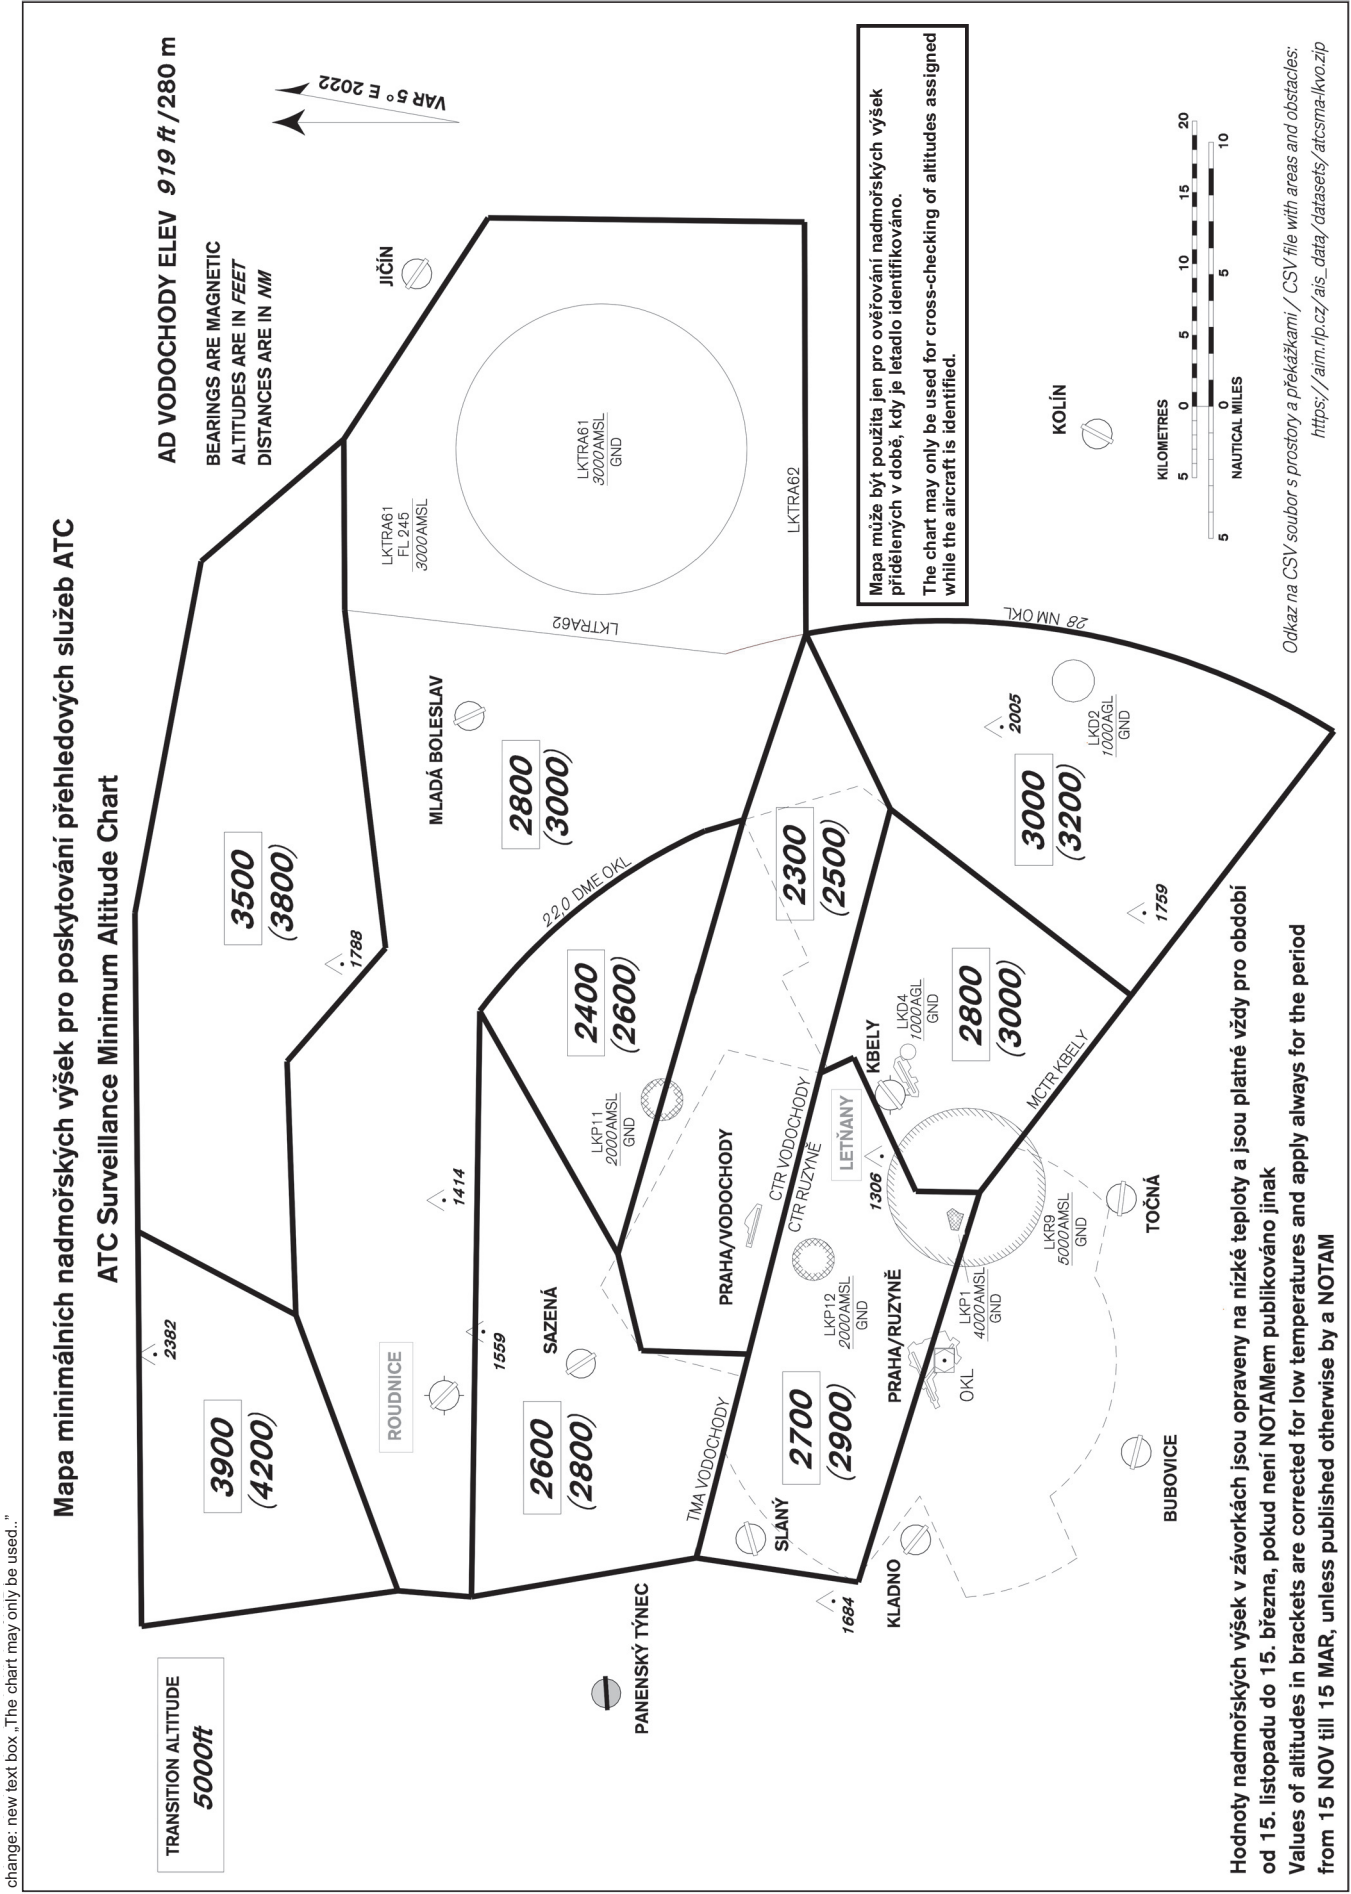 change: new text box „The chart may only be used..”
Mapa minimálních nadmořských výšek pro poskytování přehledových služeb ATC
ATC Surveillance Minimum Altitude Chart
TRANSITION ALTITUDE
5000ft
AD VODOCHODY ELEV 919 ft /280 m
BEARINGS ARE MAGNETIC
ALTITUDES ARE IN FEET
DISTANCES ARE IN NM
VAR 5° E 2022
2382
3900
(4200)
3500
(3800)
1788
JIČÍN
ROUDNICE
1414
MLADÁ BOLESLAV
LKTRA61
FL 245
3000AMSL
1559
SAZENÁ
2600
(2800)
2800
(3000)
22,0 DME OKL
LKTRA62
LKTRA61
3000AMSL
GND
2400
(2600)
LKP11
2000AMSL
GND
PANENSKÝ TÝNEC
TMA VODOCHODY
PRAHA/VODOCHODY
CTR VODOCHODY
CTR RUZYNĚ
2300
(2500)
LKTRA62
SLANÝ
2700
(2900)
LKP12
2000AMSL
GND
LETŇANY
KBELY
1306
LKD4
1000AGL
GND
1684
KLADNO
PRAHA/RUZYNĚ
OKL
LKP1
4000AMSL
GND
2800
(3000)
2005
28 NM OKL
3000
(3200)
LKD2
1000AGL
GND
LKR9
5000AMSL
GND
MCTR KBELY
1759
BUBOVICE
TOČNÁ
KOLÍN
Mapa může být použita jen pro ověřování nadmořských výšek
přidělených v době, kdy je letadlo identifikováno.
The chart may only be used for cross-checking of altitudes assigned
while the aircraft is identified.
KILOMETRES
5 0 5 10 15 20
5 0 5 10
NAUTICAL MILES
Hodnoty nadmořských výšek v závorkách jsou opraveny na nízké teploty a jsou platné vždy pro období
od 15. listopadu do 15. března, pokud není NOTAMem publikováno jinak
Values of altitudes in brackets are corrected for low temperatures and apply always for the period
from 15 NOV till 15 MAR, unless published otherwise by a NOTAM
Odkaz na CSV soubor s prostory a překážkami / CSV file with areas and obstacles:
https://aim.rlp.cz/ais_data/datasets/atcsma-lkvo.zip